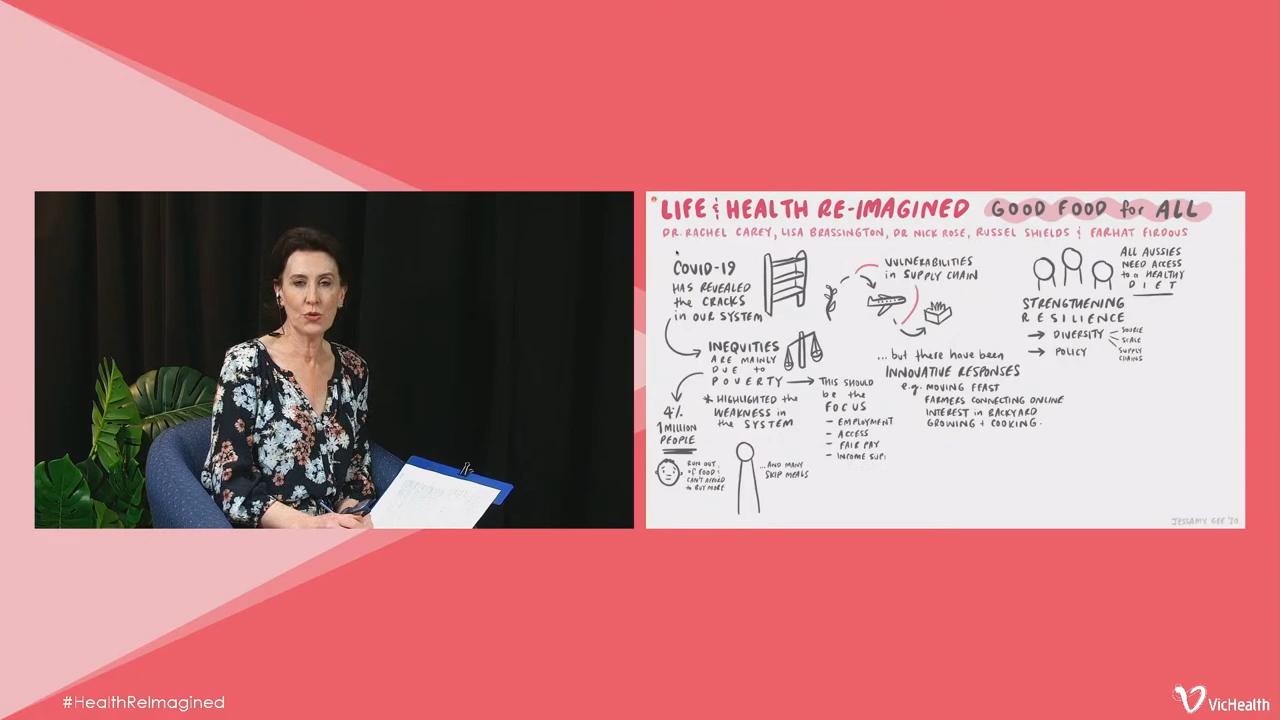 LIFE & HEALTH RE-IMAGINED GOOD FOOD for ALL
DR. RACHEL CAREY, LISA BRASSINGTON, DR NICK ROSE, RUSSEL SHIELDS & FARHAT FIRDOUS
COVID-19
HAS REVEALED
the CRACKS
in OUR SYSTEM
INEQUITIES
ARE MAINLY
DUE to
POVERTY
* HIGHLIGHTED the
WEAKNESS in
the SYSTEM
4%
1 MILLION
PEOPLE
RUN OUT
of FOOD &
CAN'T AFFORD
to BUY MORE
...AND MANY
SKIP MEALS
THIS SHOULD
be the
FOCUS
- EMPLOYMENT
- ACCESS
- FAIR PAY
- INCOME SUP
VULNERABILITIES
in SUPPLY CHAIN
...but there have been
INNOVATIVE RESPONSES
e.g. MOVING FEAST
FARMERS CONNECTING ONLINE
INTEREST in BACKYARD
GROWING + COOKING.
ALL AUSSIES
NEED ACCESS
to a HEALTHY
DIET
STRENGTHENING
RESILIENCE
→ DIVERSITY
SOURCE
SCALE
SUPPLY
CHAINS
→ POLICY
JESSAMY GEE '20
#HealthReImagined
VicHealth